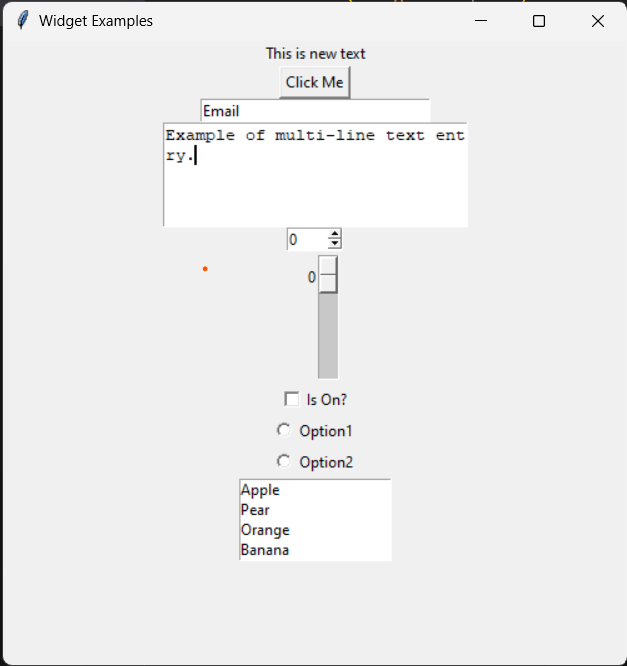 Widget Examples
This is new text
Click Me
Email
Example of multi-line text ent
ry.
0
0
Is On?
Option1
Option2
Apple
Pear
Orange
Banana